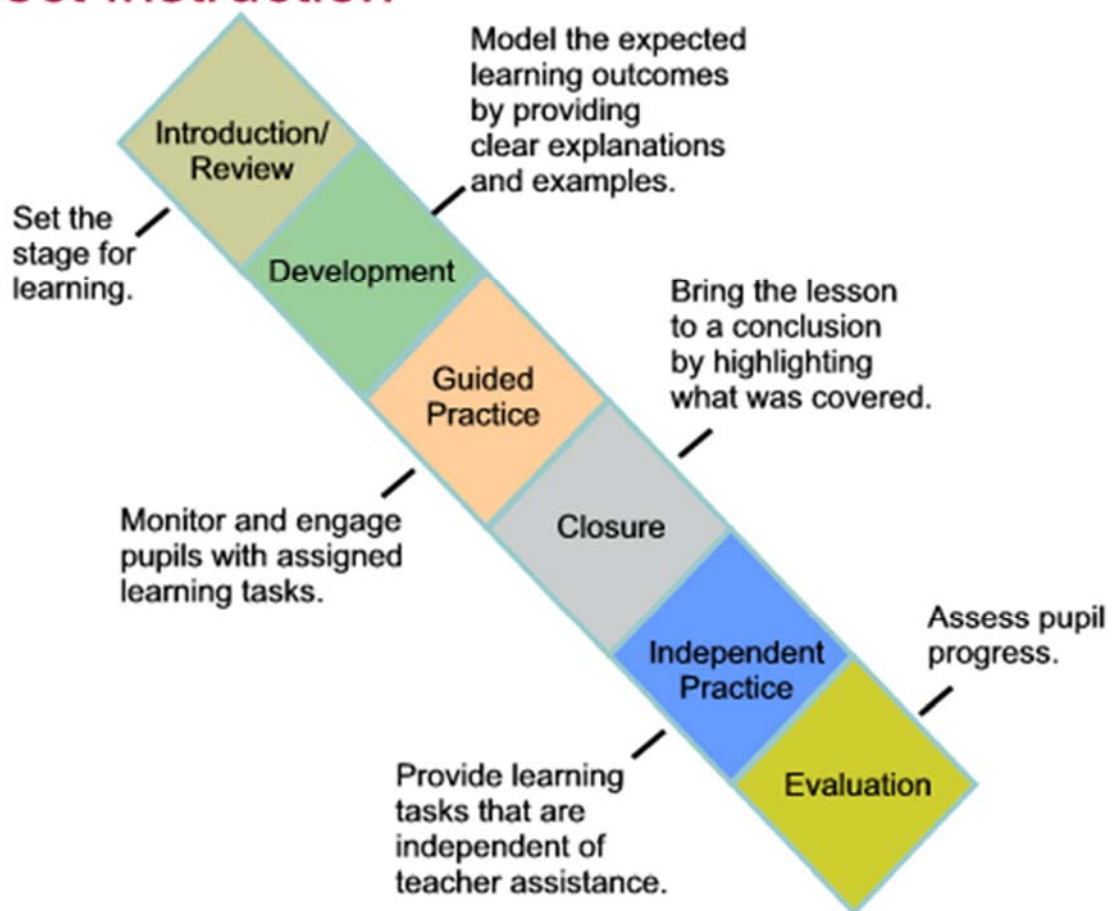 Instruction
Introduction/
Review
Set the
stage for
learning.
Development
Model the expected
learning outcomes
by providing
clear explanations
and examples.
Guided
Practice
Monitor and engage
pupils with assigned
learning tasks.
Closure
Bring the lesson
to a conclusion
by highlighting
what was covered.
Independent
Practice
Provide learning
tasks that are
independent of
teacher assistance.
Evaluation
Assess pupil
progress.